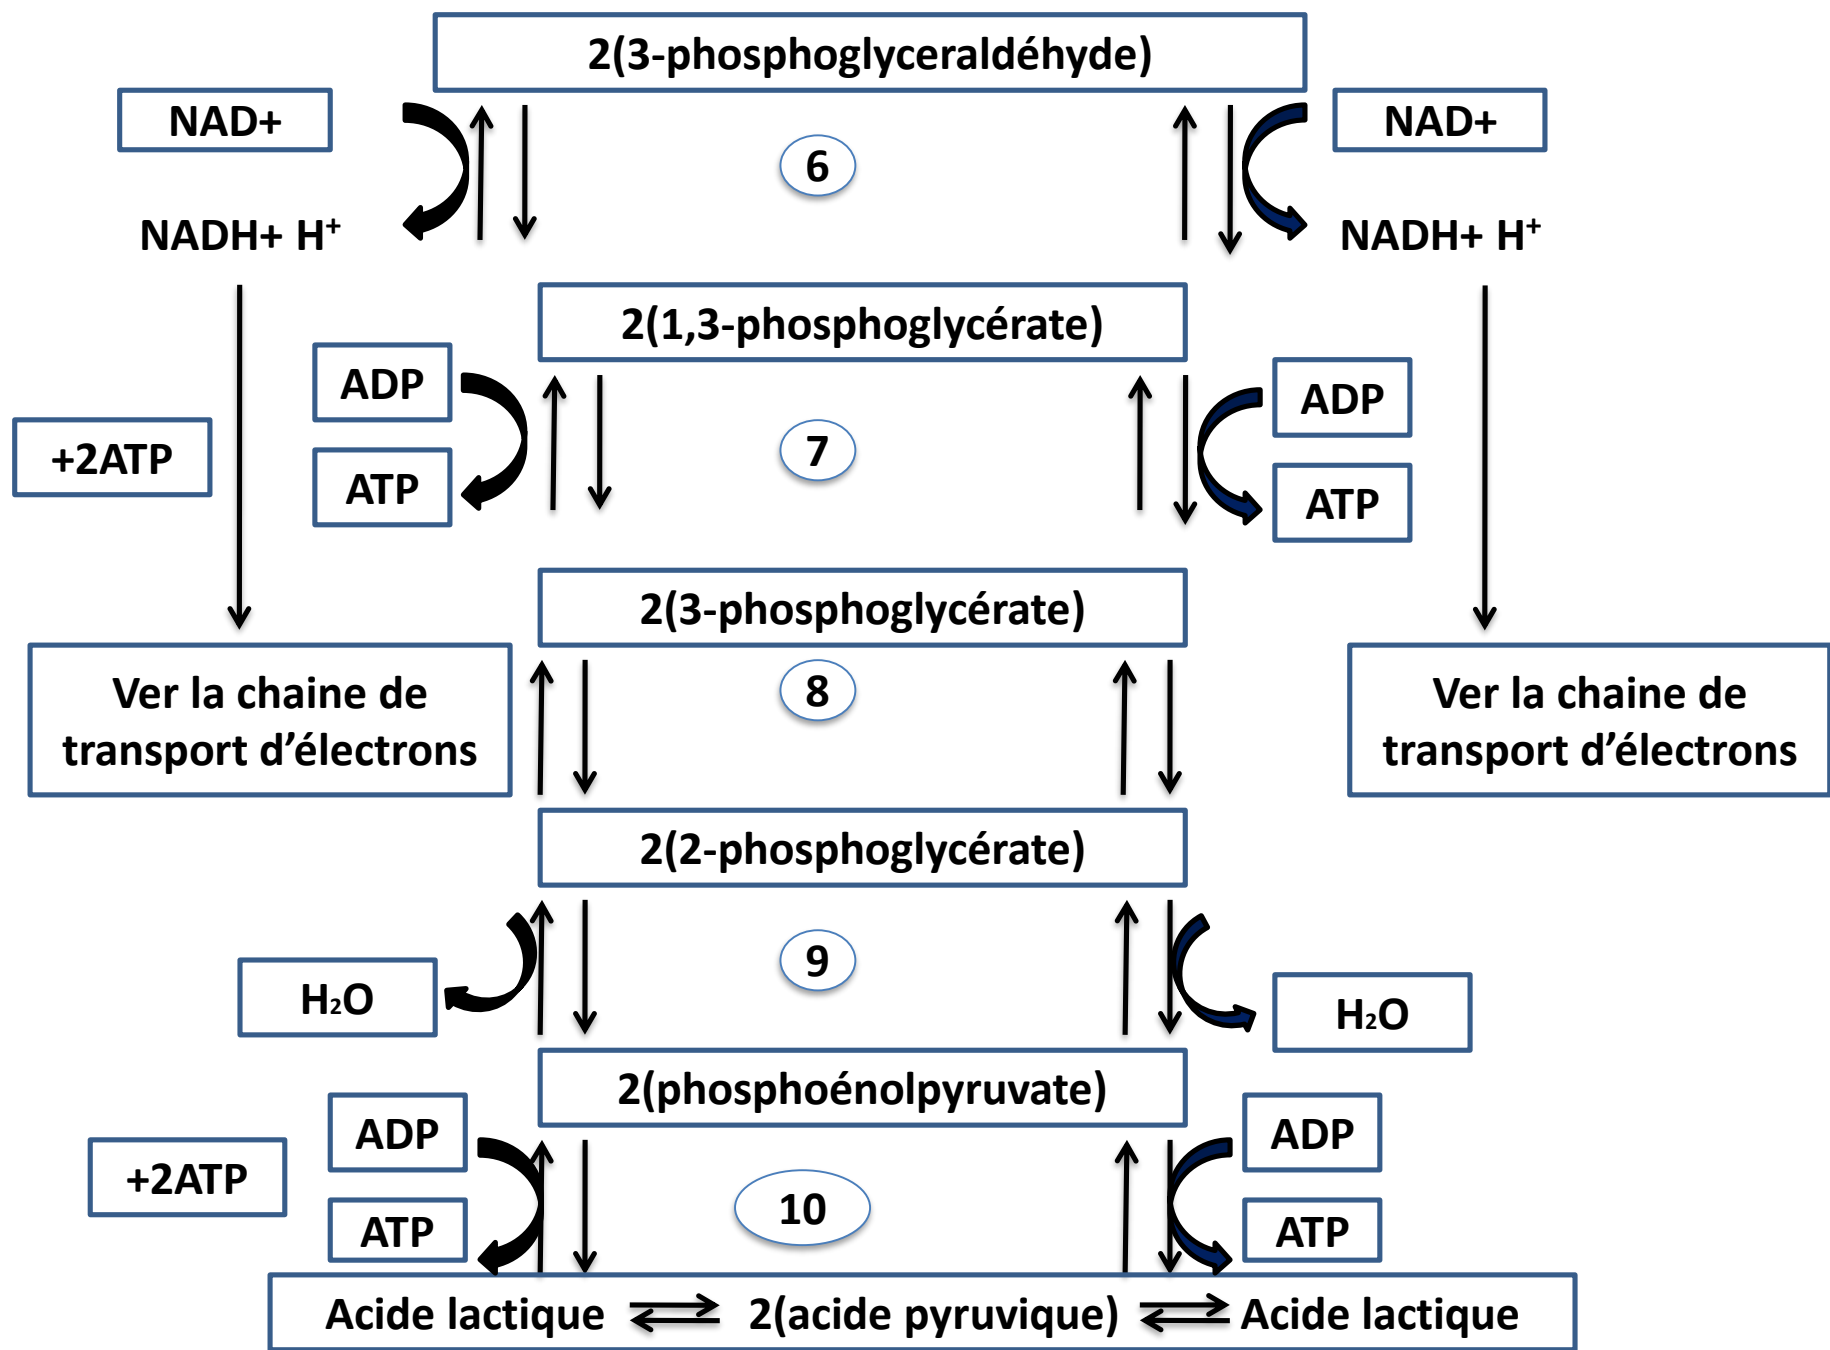 2(3-phosphoglyceraldéhyde)
NAD+
NAD+
6
NADH+ H⁺
NADH+ H⁺
2(1,3-phosphoglycérate)
ADP
ADP
+2ATP
7
ATP
ATP
2(3-phosphoglycérate)
8
Ver la chaine de
transport d’électrons
Ver la chaine de
transport d’électrons
2(2-phosphoglycérate)
9
H₂O
H₂O
2(phosphoénolpyruvate)
ADP
ADP
+2ATP
10
ATP
ATP
Acide lactique 2(acide pyruvique) Acide lactique